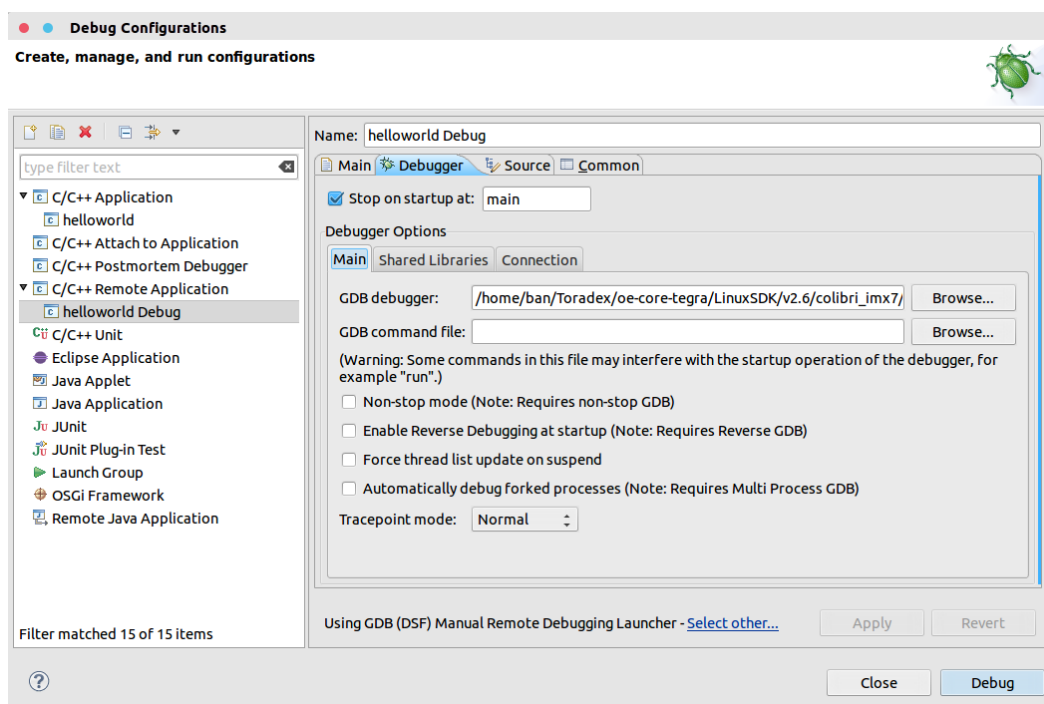 Debug Configurations
Create, manage, and run configurations
type filter text
C/C++ Application
helloworld
C/C++ Attach to Application
C/C++ Postmortem Debugger
C/C++ Remote Application
helloworld Debug
C/C++ Unit
Eclipse Application
Java Applet
Java Application
JUnit
JUnit Plug-in Test
Launch Group
OSGi Framework
Remote Java Application
Filter matched 15 of 15 items
Name: helloworld Debug
Main Debugger Source Common
Stop on startup at: main
Debugger Options
Main Shared Libraries Connection
GDB debugger: /home/ban/Toradex/oe-core-tegra/LinuxSDK/v2.6/colibri_imx7/ Browse...
GDB command file: Browse...
(Warning: Some commands in this file may interfere with the startup operation of the debugger, for
example "run".)
Non-stop mode (Note: Requires non-stop GDB)
Enable Reverse Debugging at startup (Note: Requires Reverse GDB)
Force thread list update on suspend
Automatically debug forked processes (Note: Requires Multi Process GDB)
Tracepoint mode: Normal
Using GDB (DSF) Manual Remote Debugging Launcher - Select other... Apply Revert
Close Debug